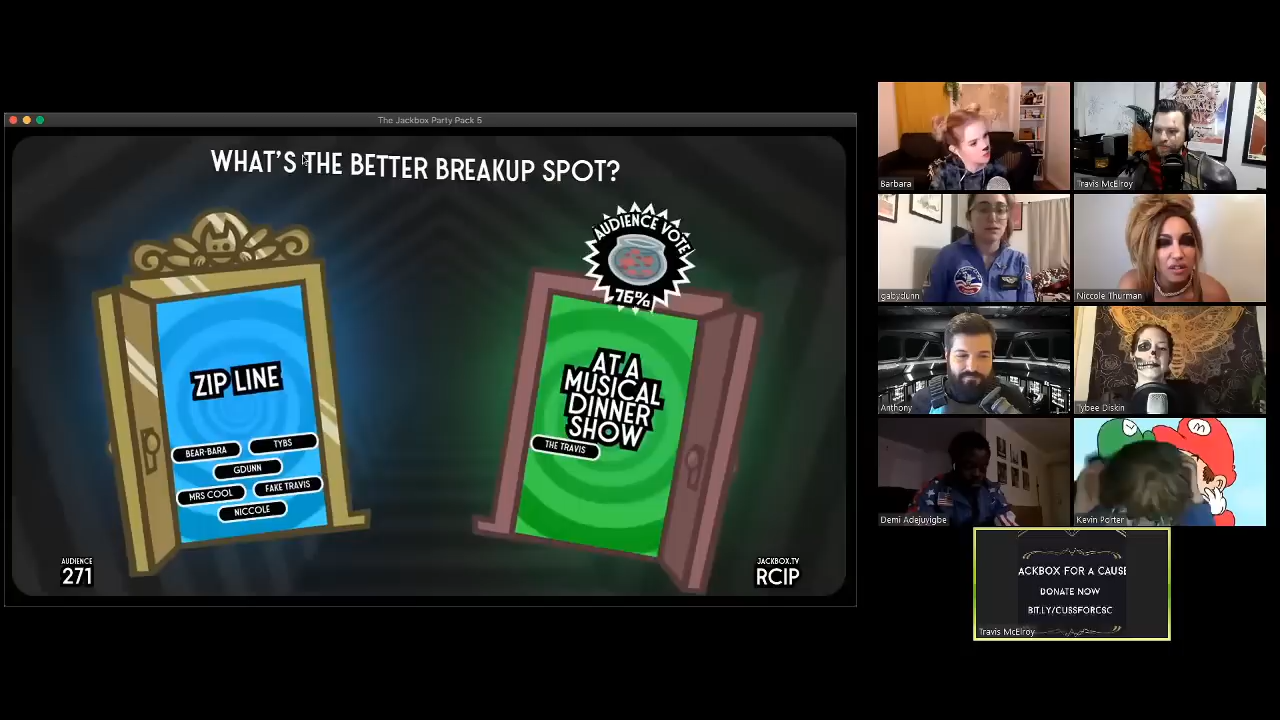 The Jackbox Party Pack 5
WHAT'S THE BETTER BREAKUP SPOT?
ZIP LINE
BEAR-BARA
TYBS
GDUNN
MRS COOL
FAKE TRAVIS
NICCOLE
AUDIENCE VOTE
76%
AT A
MUSICAL
DINNER
SHOW
THE TRAVIS
AUDIENCE
271
JACKBOX.TV
RCIP
Barbara
Travis McElroy
gabydunn
Niccole Thurman
Anthony
Tybee Diskin
Demi Adejuyigbe
Kevin Porter
ACKBOX FOR A CAUSE
DONATE NOW
BIT.LY/CUSSFORCSC
Travis McElroy